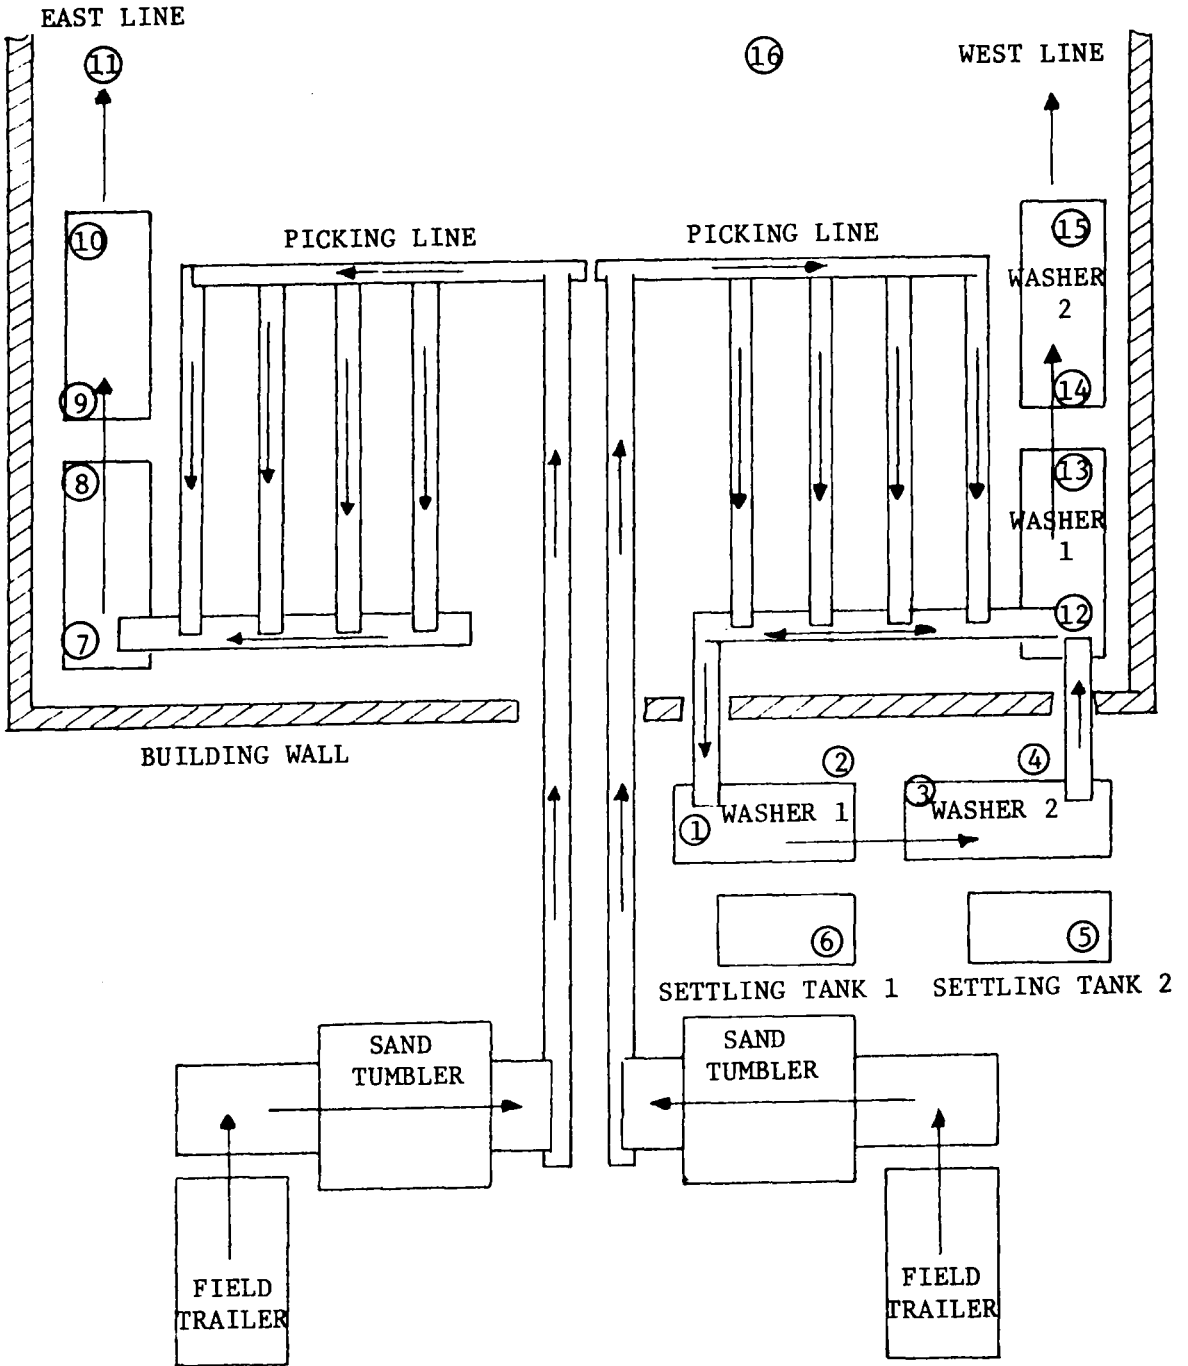 EAST LINE
11
16
WEST LINE
10
PICKING LINE
PICKING LINE
15
WASHER
2
9
14
8
13
WASHER
1
7
12
BUILDING WALL
2
4
3
1
WASHER 1
WASHER 2
6
5
SETTLING TANK 1
SETTLING TANK 2
SAND
TUMBLER
SAND
TUMBLER
FIELD
TRAILER
FIELD
TRAILER